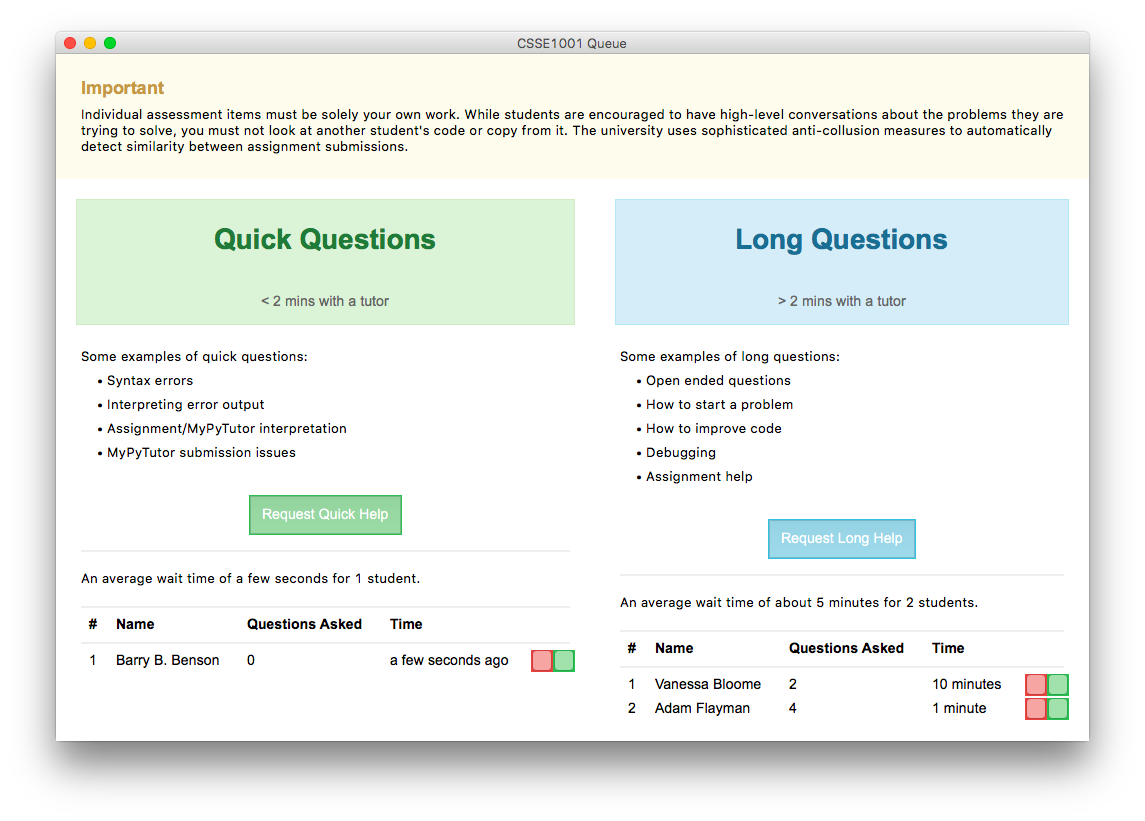 CSSE1001 Queue
Important
Individual assessment items must be solely your own work. While students are encouraged to have high-level conversations about the problems they are
trying to solve, you must not look at another student's code or copy from it. The university uses sophisticated anti-collusion measures to automatically
detect similarity between assignment submissions.
Quick Questions
< 2 mins with a tutor
Some examples of quick questions:
• Syntax errors
• Interpreting error output
• Assignment/MyPyTutor interpretation
• MyPyTutor submission issues
Request Quick Help
An average wait time of a few seconds for 1 student.
# Name Questions Asked Time
1 Barry B. Benson 0 a few seconds ago
Long Questions
> 2 mins with a tutor
Some examples of long questions:
• Open ended questions
• How to start a problem
• How to improve code
• Debugging
• Assignment help
Request Long Help
An average wait time of about 5 minutes for 2 students.
# Name Questions Asked Time
1 Vanessa Bloome 2 10 minutes
2 Adam Flayman 4 1 minute